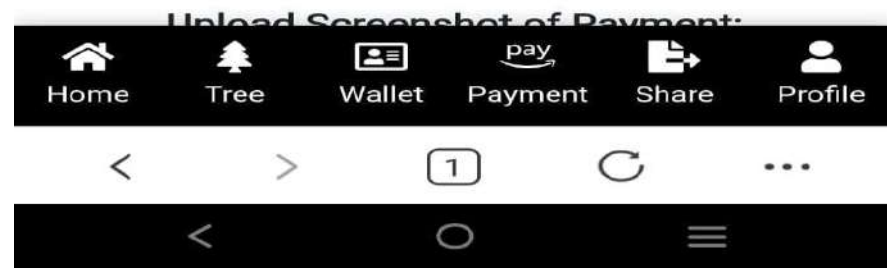 Upload Screenshot of Payment:
pay
Home Tree Wallet Payment Share Profile
1